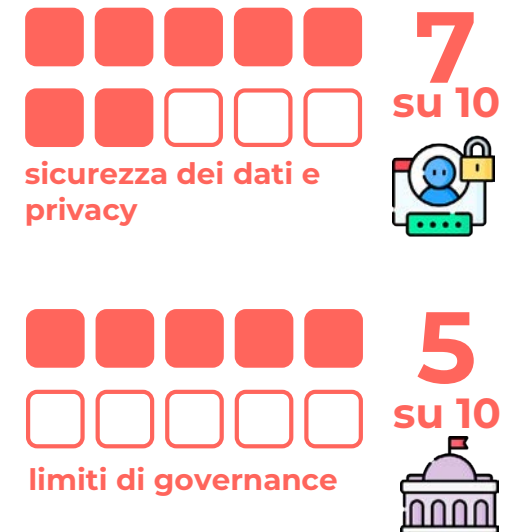 7
su 10
sicurezza dei dati e
privacy
5
su 10
limiti di governance